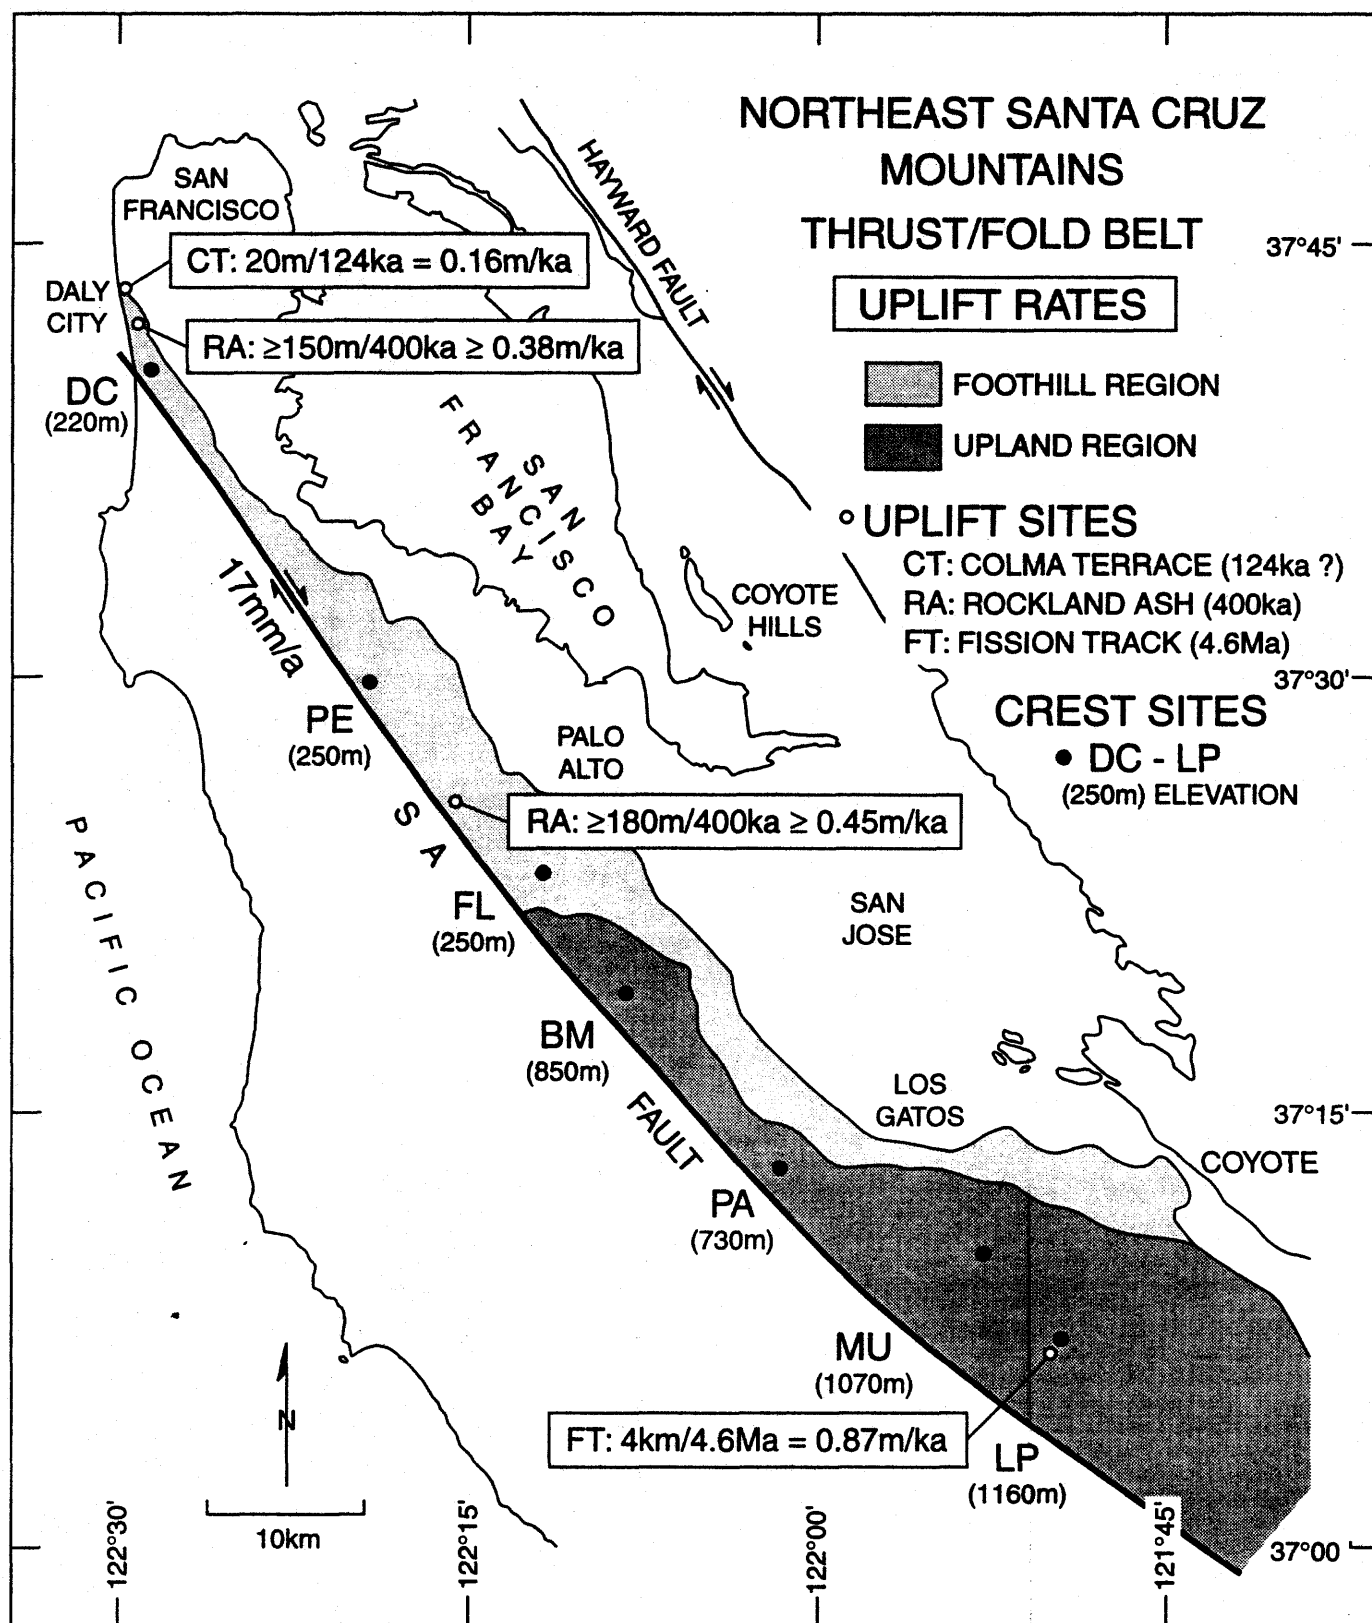 NORTHEAST SANTA CRUZ
MOUNTAINS
THRUST/FOLD BELT
UPLIFT RATES
FOOTHILL REGION
UPLAND REGION
UPLIFT SITES
CT: COLMA TERRACE (124ka ?)
RA: ROCKLAND ASH (400ka)
FT: FISSION TRACK (4.6Ma)
CREST SITES
DC - LP
(250m) ELEVATION
37°45'
37°30'
37°15'
37°00
HAYWARD FAULT
SAN
FRANCISCO
CT: 20m/124ka = 0.16m/ka
DALY
CITY
RA: ≥150m/400ka ≥ 0.38m/ka
DC
(220m)
SAN
FRANCISCO
BAY
COYOTE
HILLS
17mm/a
PE
(250m)
PALO
ALTO
RA: ≥180m/400ka ≥ 0.45m/ka
S A
FAULT
FL
(250m)
SAN
JOSE
PACIFIC OCEAN
BM
(850m)
LOS
GATOS
COYOTE
PA
(730m)
MU
(1070m)
FT: 4km/4.6Ma = 0.87m/ka
LP
(1160m)
N
10km
122°30'
122°15'
122°00'
121°45'